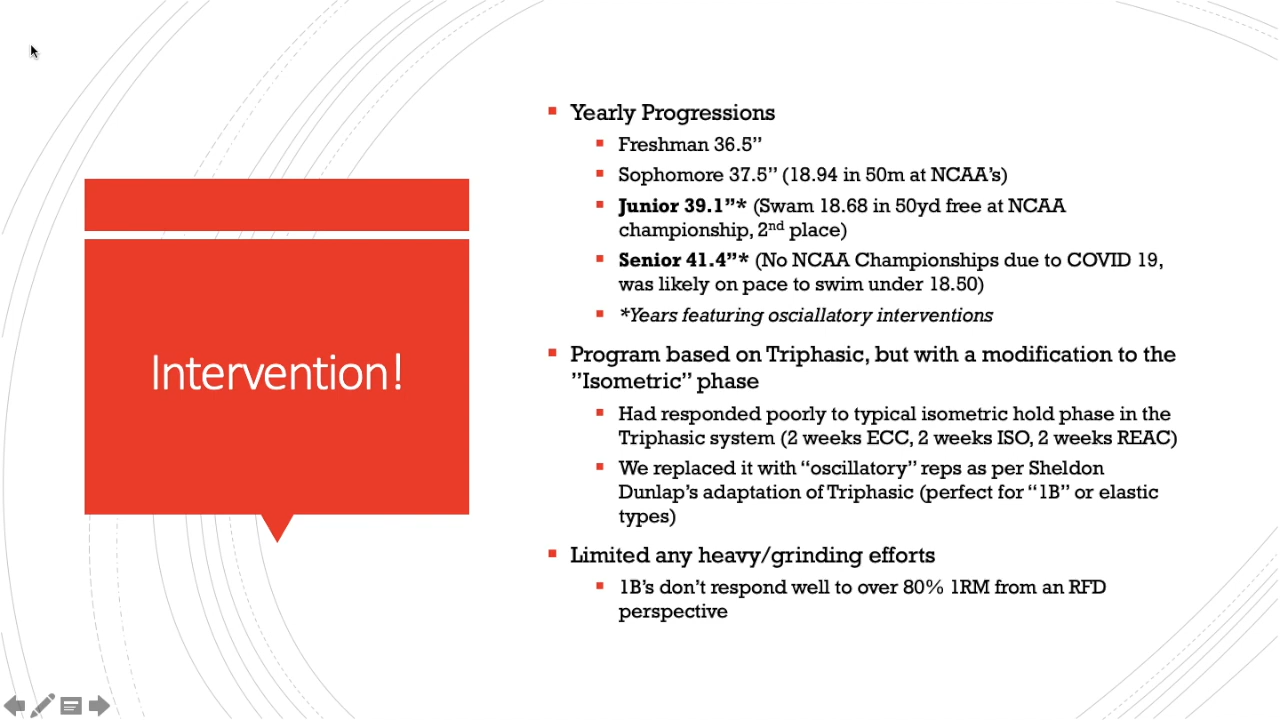 Intervention!
Yearly Progressions
Freshman 36.5”
Sophomore 37.5” (18.94 in 50m at NCAA’s)
Junior 39.1”* (Swam 18.68 in 50yd free at NCAA
championship, 2nd place)
Senior 41.4”* (No NCAA Championships due to COVID 19,
was likely on pace to swim under 18.50)
*Years featuring osciallatory interventions
Program based on Triphasic, but with a modification to the
”Isometric” phase
Had responded poorly to typical isometric hold phase in the
Triphasic system (2 weeks ECC, 2 weeks ISO, 2 weeks REAC)
We replaced it with “oscillatory” reps as per Sheldon
Dunlap’s adaptation of Triphasic (perfect for “1B” or elastic
types)
Limited any heavy/grinding efforts
1B’s don’t respond well to over 80% 1RM from an RFD
perspective